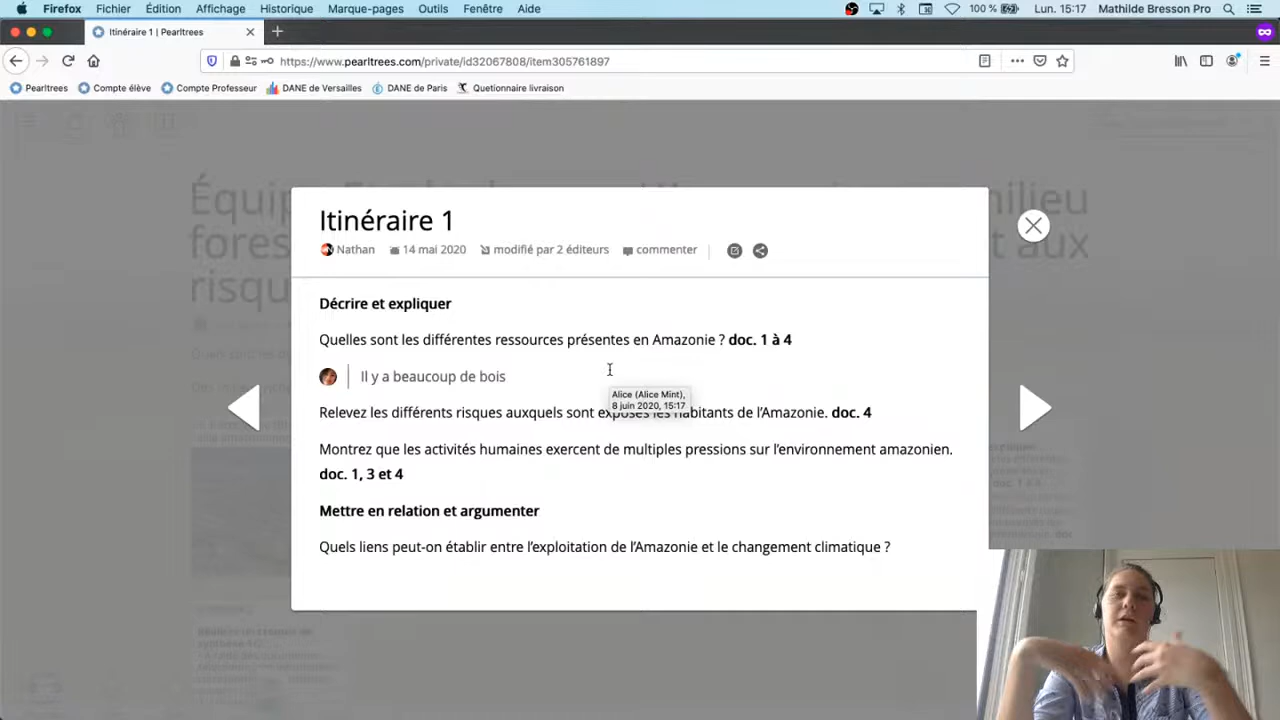 Firefox Fichier Édition Affichage Historique Marque-pages Outils Fenêtre Aide 100 % Lun. 15:17 Mathilde Bresson Pro
Itinéraire 1 | Pearltrees
https://www.pearltrees.com/private/id32067808/item305761897
Pearltrees Compte élève Compte Professeur DANE de Versailles DANE de Paris Quetionnaire livraison
Itinéraire 1
Nathan 14 mai 2020 modifié par 2 éditeurs commenter
Décrire et expliquer
Quelles sont les différentes ressources présentes en Amazonie ? doc. 1 à 4
Il y a beaucoup de bois
Alice (Alice Mint),
8 juin 2020, 15:17
Relevez les différents risques auxquels sont exposés les habitants de l'Amazonie. doc. 4
Montrez que les activités humaines exercent de multiples pressions sur l'environnement amazonien.
doc. 1, 3 et 4
Mettre en relation et argumenter
Quels liens peut-on établir entre l'exploitation de l'Amazonie et le changement climatique ?